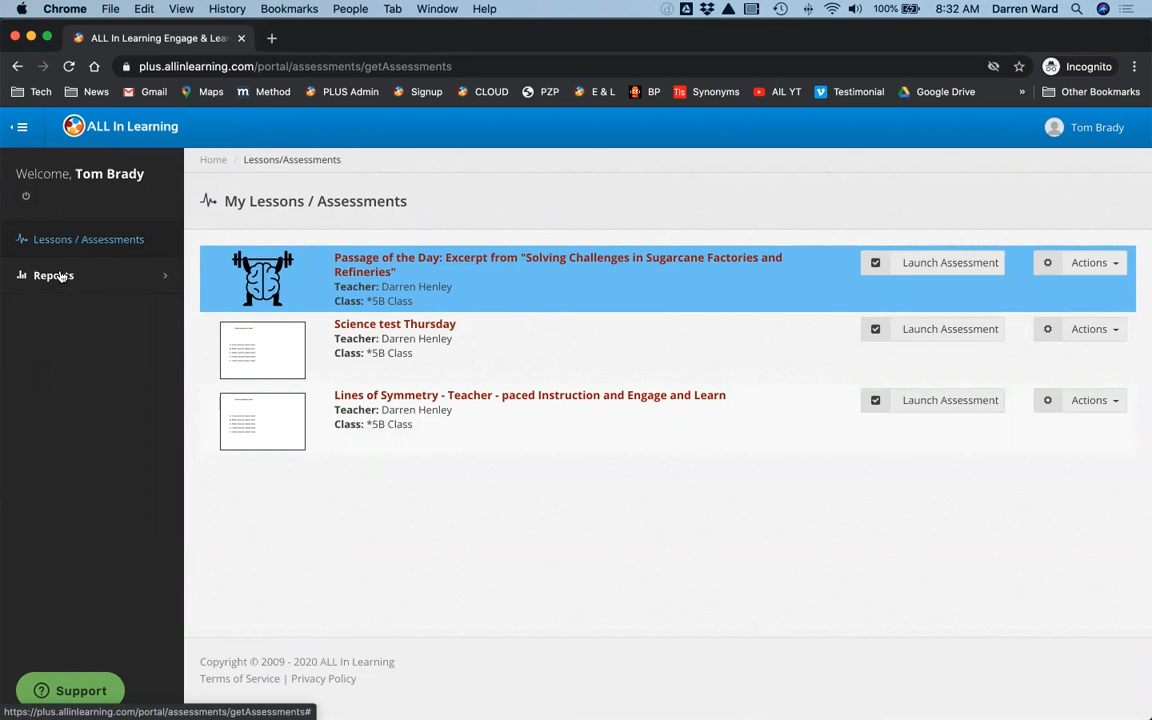 Chrome File Edit View History Bookmarks People Tab Window Help 100% 8:32 AM Darren Ward
ALL In Learning Engage & Lea
plus.allinlearning.com/portal/assessments/getAssessments Incognito
Tech News Gmail Maps Method PLUS Admin Signup CLOUD PZP E & L BP Synonyms AIL YT Testimonial Google Drive » Other Bookmarks
ALL In Learning Tom Brady
Welcome, Tom Brady
Lessons / Assessments
Reports
Home / Lessons/Assessments
My Lessons / Assessments
Passage of the Day: Excerpt from "Solving Challenges in Sugarcane Factories and
Refineries"
Teacher: Darren Henley
Class: *5B Class
Launch Assessment Actions
Science test Thursday
Teacher: Darren Henley
Class: *5B Class
Launch Assessment Actions
Lines of Symmetry - Teacher - paced Instruction and Engage and Learn
Teacher: Darren Henley
Class: *5B Class
Launch Assessment Actions
Copyright © 2009 - 2020 ALL In Learning
Terms of Service | Privacy Policy
Support
https://plus.allinlearning.com/portal/assessments/getAssessments#